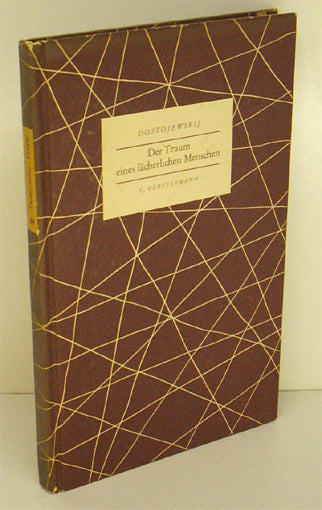 DOSTOJEWSKIJ
Der Traum
eines lächerlichen Menschen
C. BERTELSMANN